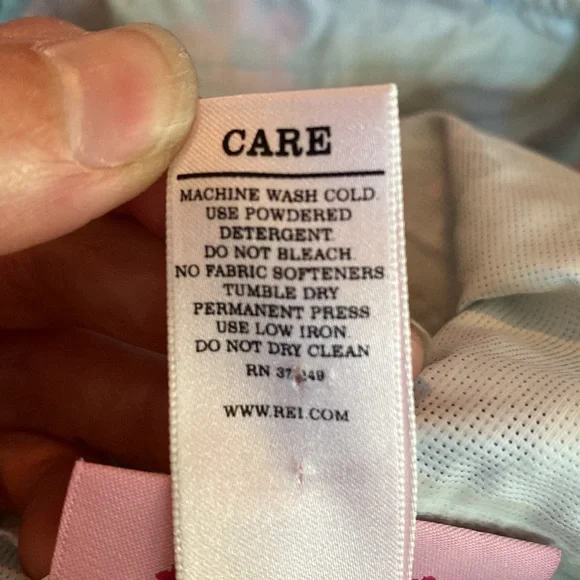 CARE
MACHINE WASH COLD.
USE POWDERED
DETERGENT.
DO NOT BLEACH.
NO FABRIC SOFTENERS
TUMBLE DRY
PERMANENT PRESS
USE LOW IRON.
DO NOT DRY CLEAN
RN
WWW.REI.COM